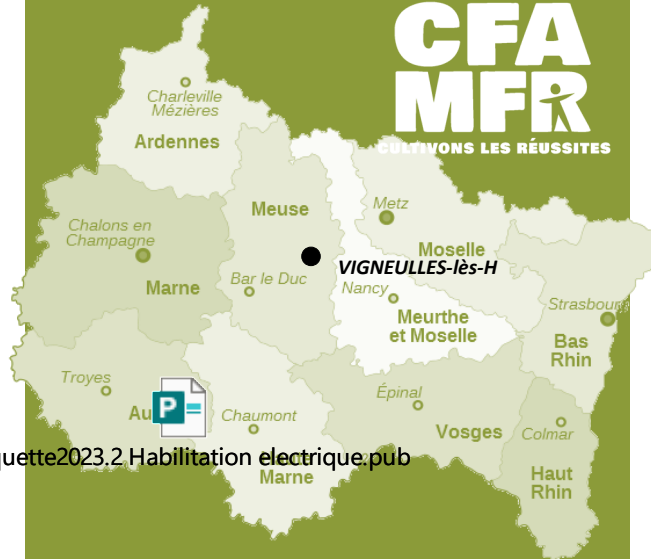 CFA
MFR
CULTIVONS LES RÉUSSITES
Charleville
Mézières
Ardennes
Meuse
Metz
Chalons en
Champagne
Moselle
VIGNEULLES-lès-H
Bar le Duc
Marne
Nancy
Strasbourg
Meurthe
et Moselle
Bas
Rhin
Troyes
Épinal
Au
P
Chaumont
Vosges
Colmar
uette2023.2 Habilitation electrique.pub
Marne
Haut
Rhin